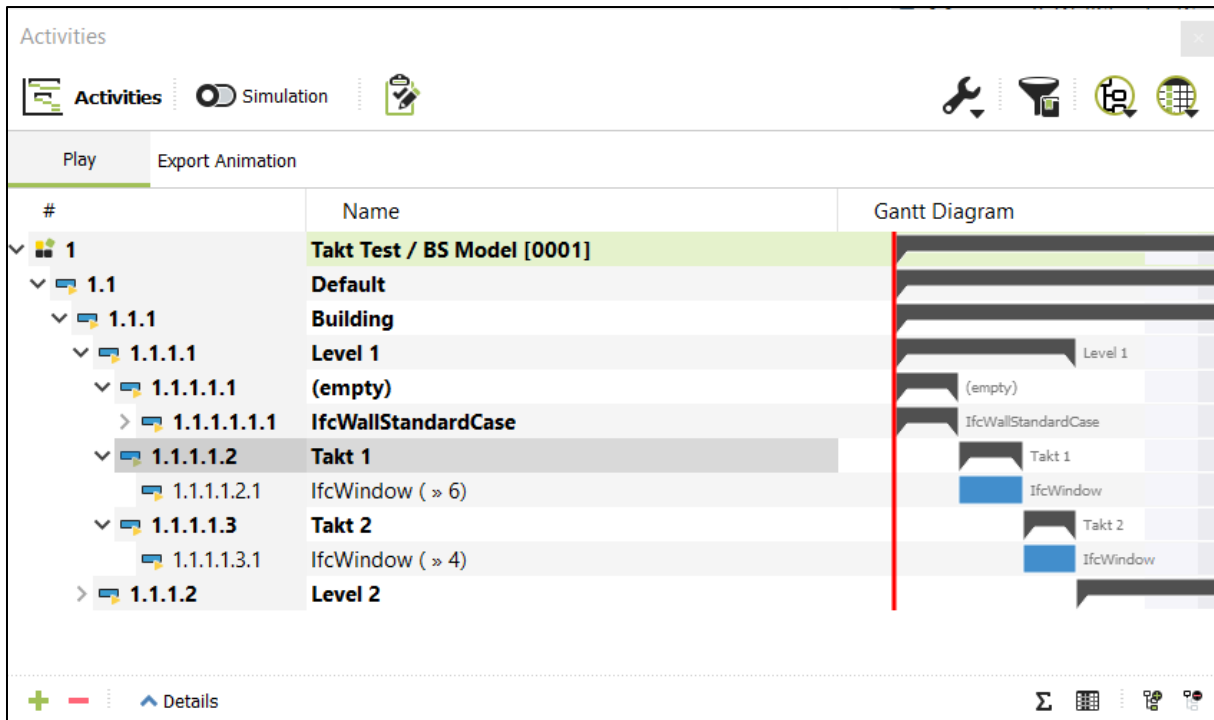 Activities
Activities Simulation
Play Export Animation
# Name Gantt Diagram
1 Takt Test / BS Model [0001]
1.1 Default
1.1.1 Building
1.1.1.1 Level 1 Level 1
1.1.1.1.1 (empty) (empty)
1.1.1.1.1.1 IfcWallStandardCase IfcWallStandardCase
1.1.1.1.2 Takt 1 Takt 1
1.1.1.1.2.1 IfcWindow ( » 6) IfcWindow
1.1.1.1.3 Takt 2 Takt 2
1.1.1.1.3.1 IfcWindow ( » 4) IfcWindow
1.1.1.2 Level 2
Details